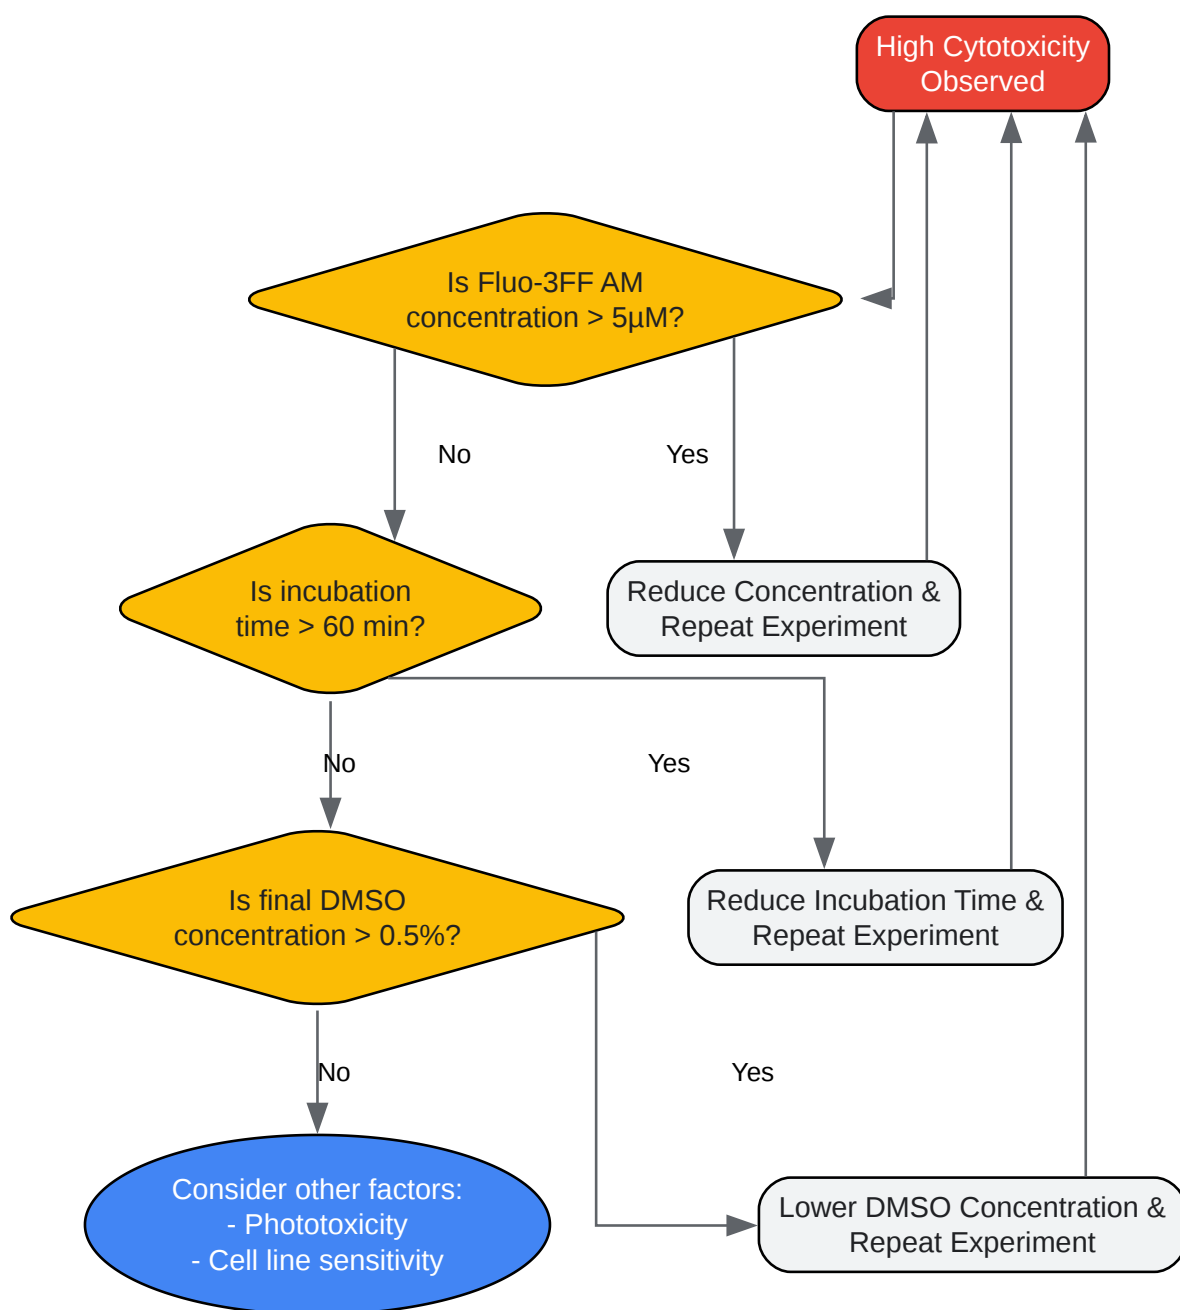 High Cytotoxicity
Observed
Is Fluo-3FF AM
concentration > 5µM?
No
Yes
Is incubation
time > 60 min?
Reduce Concentration &
Repeat Experiment
No
Yes
Is final DMSO
concentration > 0.5%?
Reduce Incubation Time &
Repeat Experiment
No
Yes
Consider other factors:
- Phototoxicity
- Cell line sensitivity
Lower DMSO Concentration &
Repeat Experiment